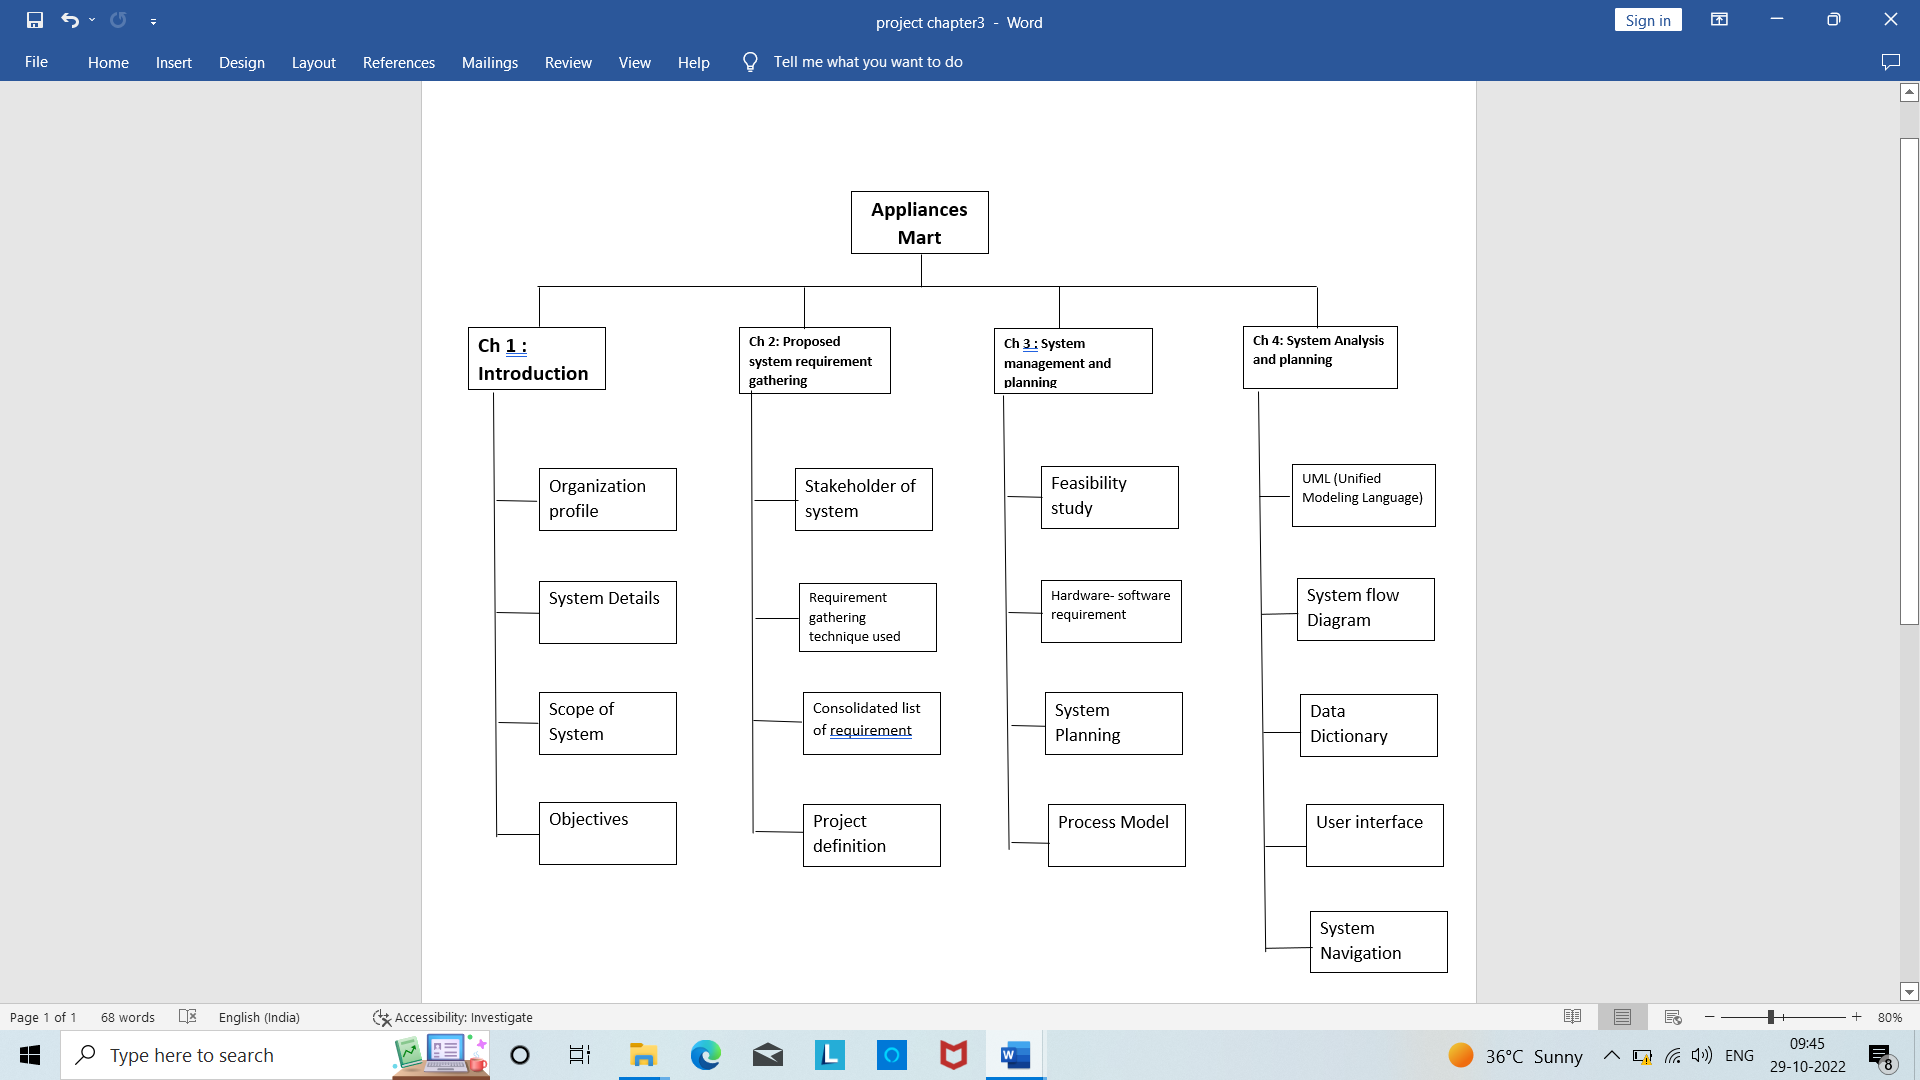 project chapter3 - Word
Sign in
File Home Insert Design Layout References Mailings Review View Help Tell me what you want to do
Appliances
Mart
Ch 1 :
Introduction
Ch 2: Proposed
system requirement
gathering
Ch 3 : System
management and
planning
Ch 4: System Analysis
and planning
Organization
profile
System Details
Scope of
System
Objectives
Stakeholder of
system
Requirement
gathering
technique used
Consolidated list
of requirement
Project
definition
Feasibility
study
Hardware- software
requirement
System
Planning
Process Model
UML (Unified
Modeling Language)
System flow
Diagram
Data
Dictionary
User interface
System
Navigation
Page 1 of 1 68 words English (India) Accessibility: Investigate 80%
Type here to search
L
W
36°C Sunny
ENG
09:45
29-10-2022
8